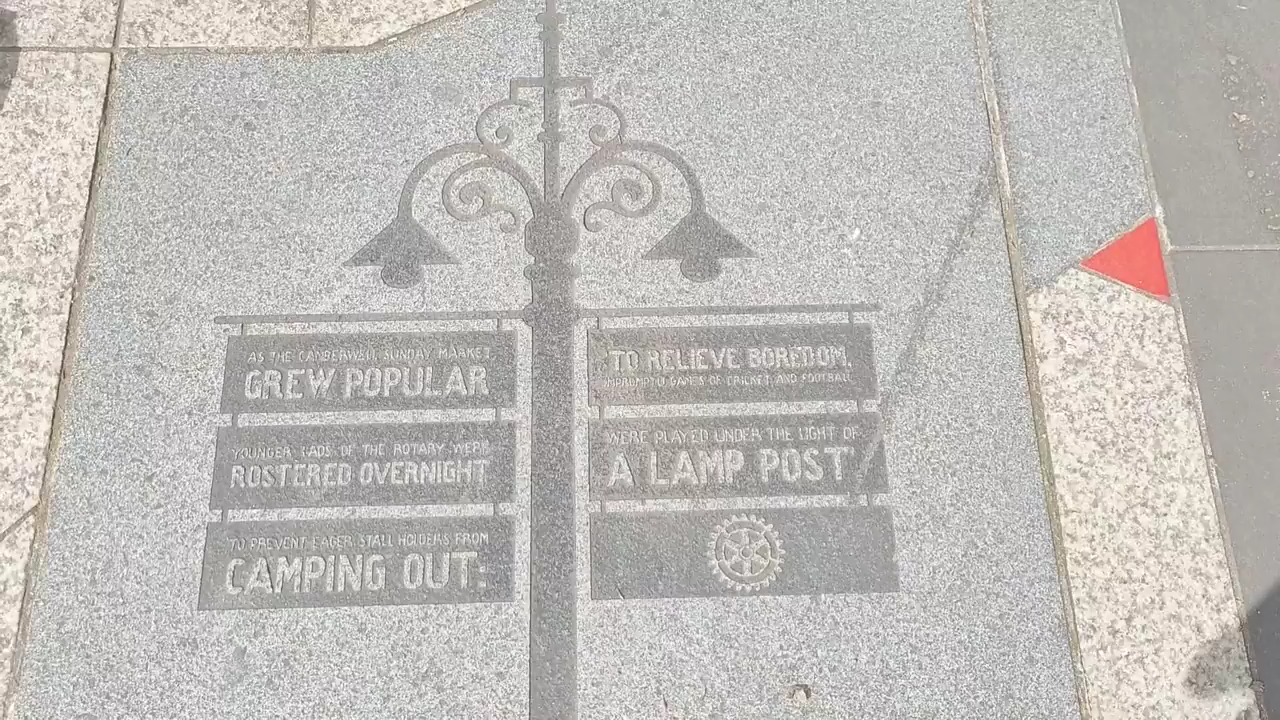 AS THE CAMBERWELL SUNDAY MARKET
GREW POPULAR
YOUNGER LADS OF THE ROTARY WERE
ROSTERED OVERNIGHT
TO PREVENT EAGER STALL HOLDERS FROM
CAMPING OUT:
TO RELIEVE BOREDOM,
IMPROMPTU GAMES OF CRICKET AND FOOTBALL
WERE PLAYED UNDER THE LIGHT OF
A LAMP POST